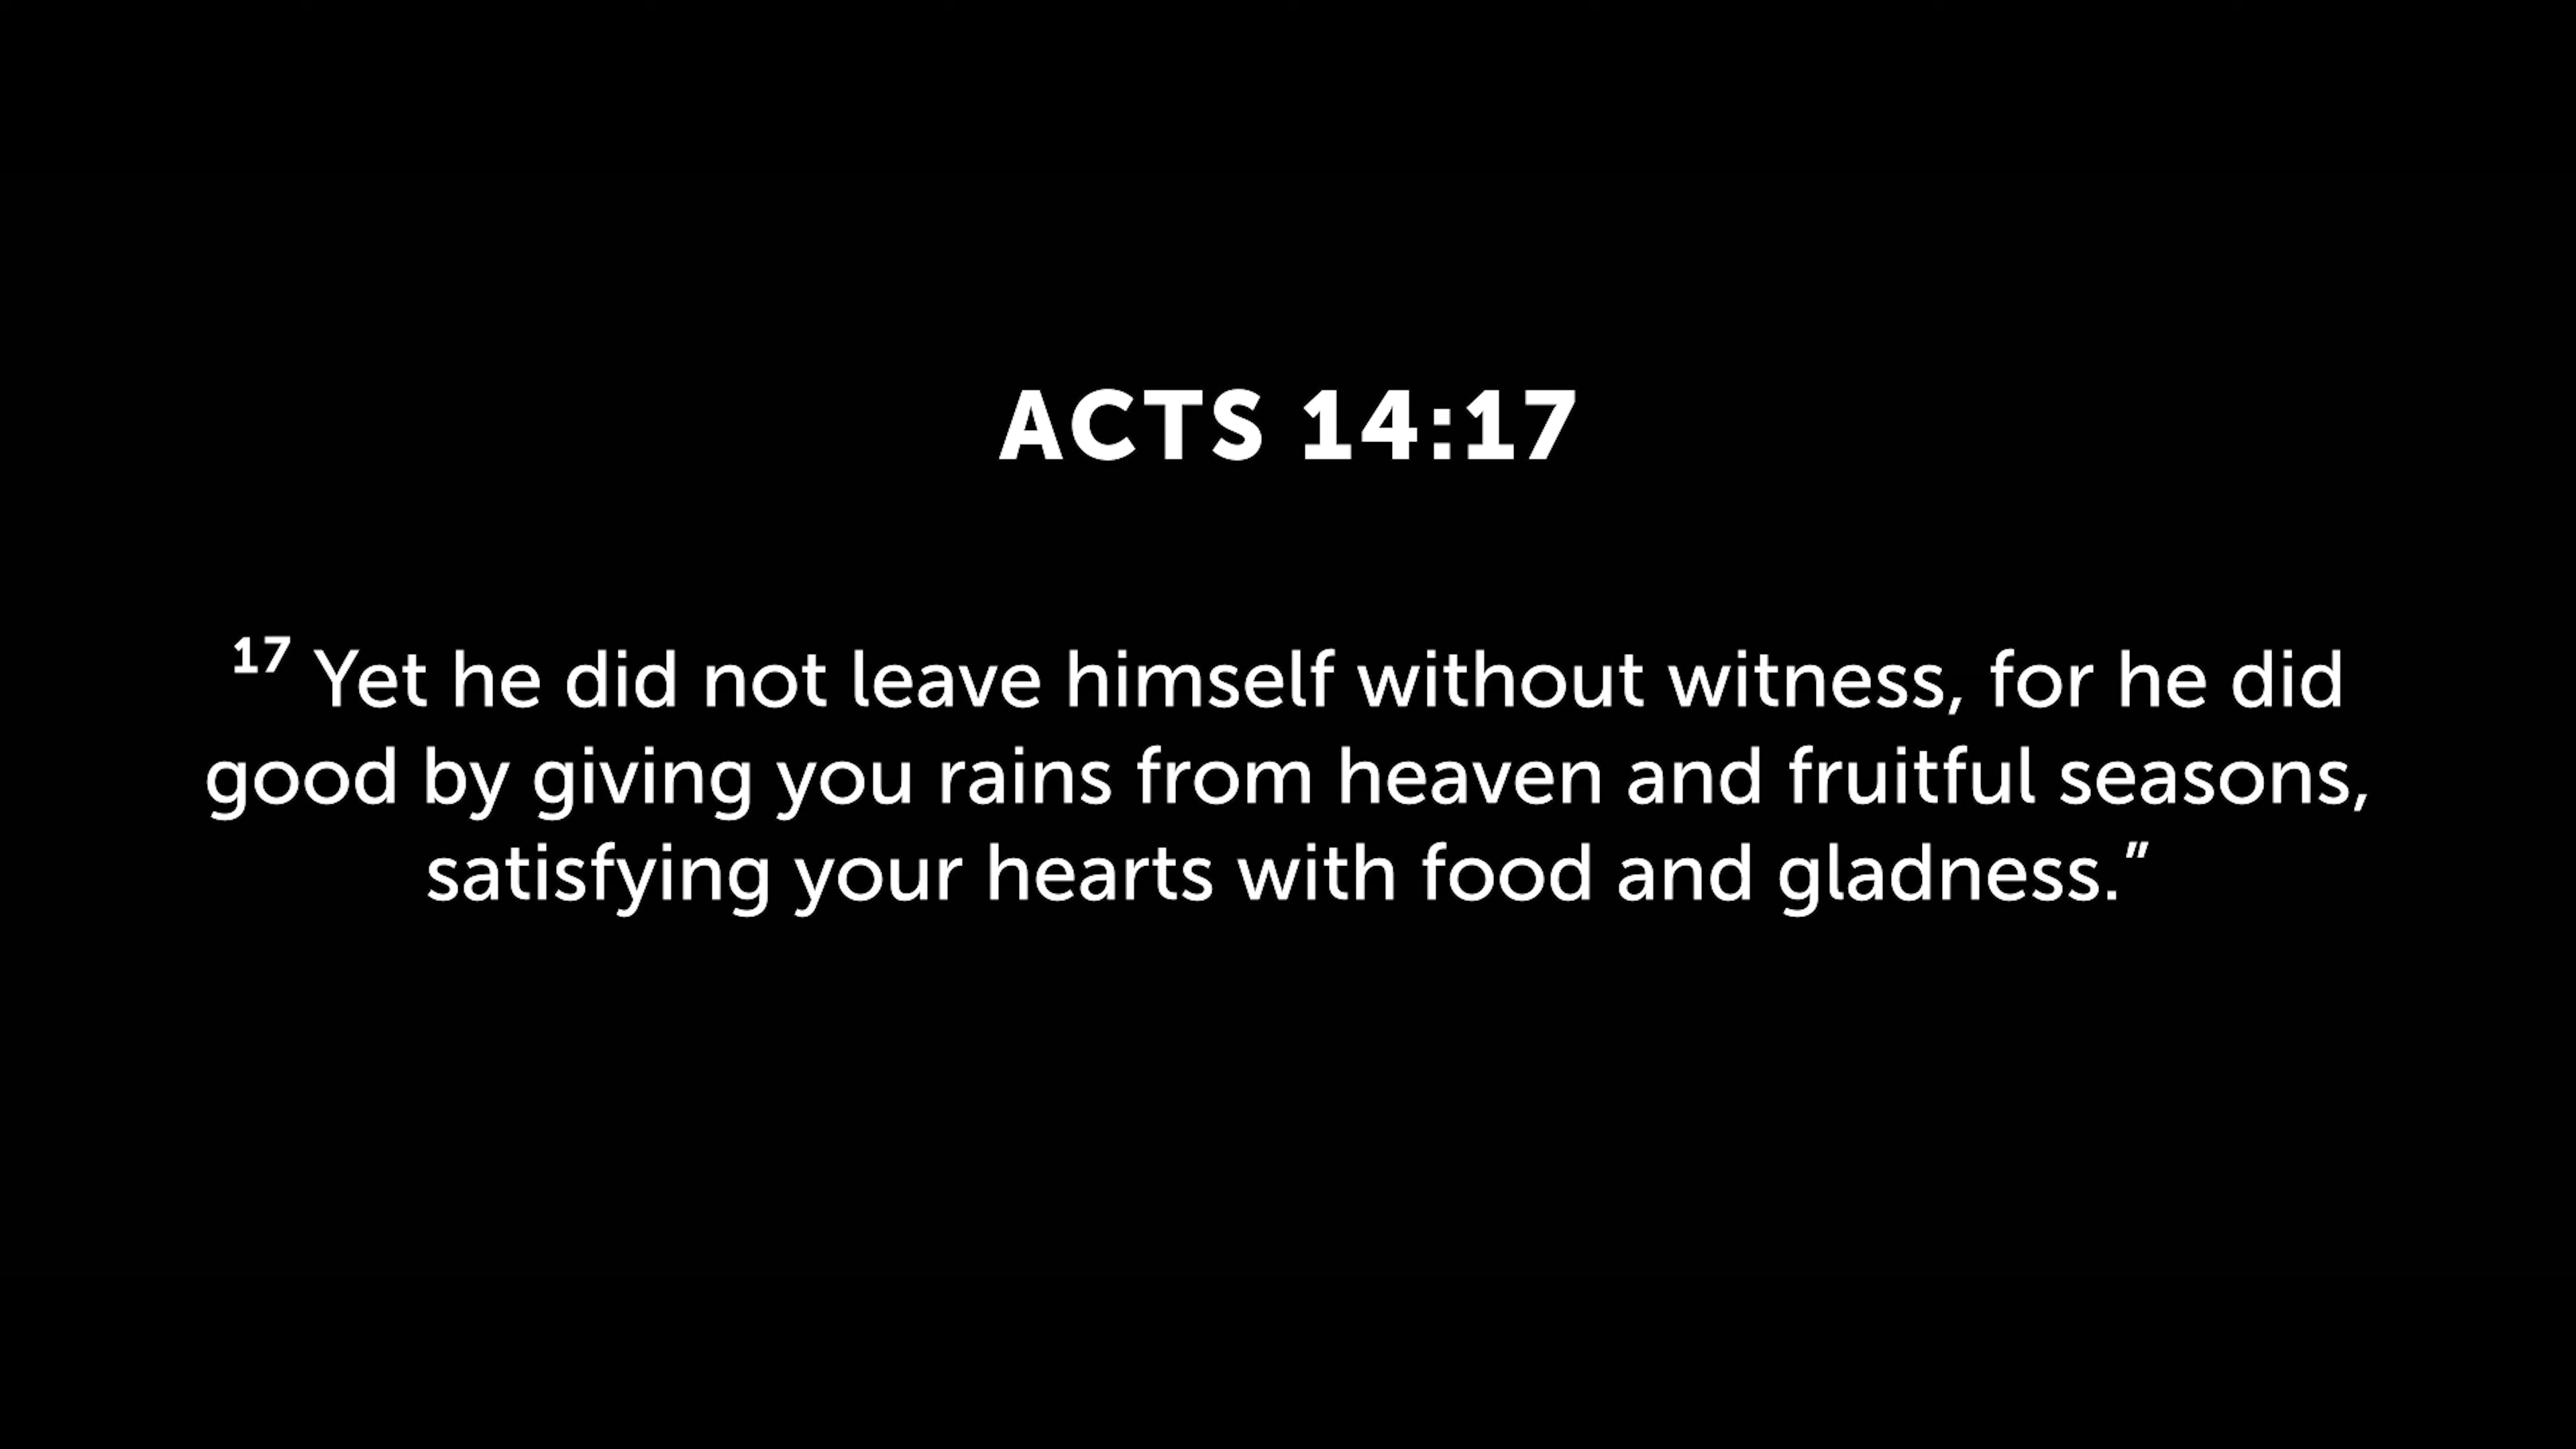 ACTS 14:17
17 Yet he did not leave himself without witness, for he did
good by giving you rains from heaven and fruitful seasons,
satisfying your hearts with food and gladness.”